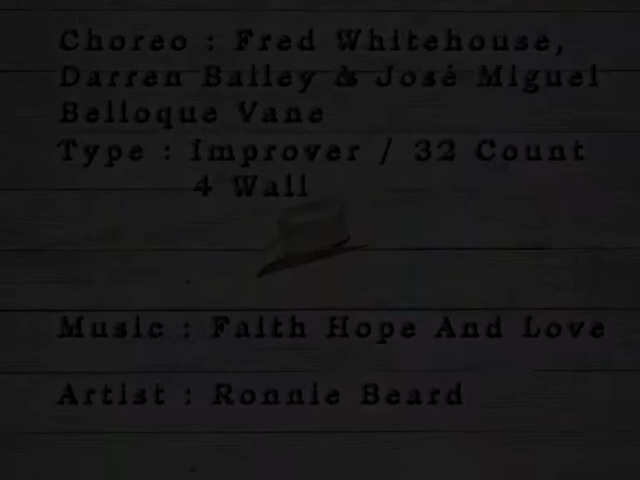 Choreo : Fred Whitehouse,
Darren Bailey & José Miguel
Belloque Vane
Type : Improver / 32 Count
4 Wall
Music : Faith Hope And Love
Artist : Ronnie Beard